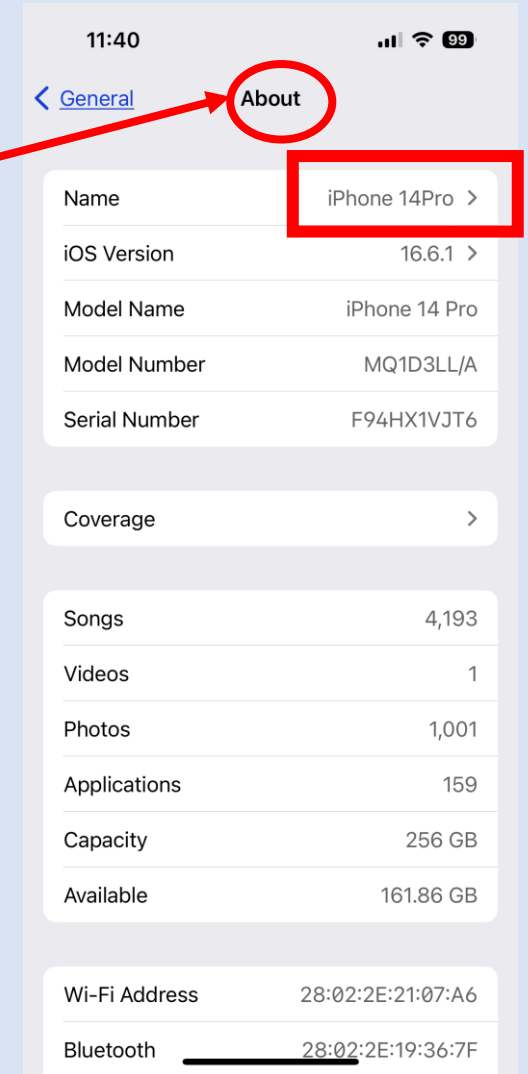 11:40 99
General About
Name iPhone 14Pro
iOS Version 16.6.1
Model Name iPhone 14 Pro
Model Number MQ1D3LL/A
Serial Number F94HX1VJT6
Coverage
Songs 4,193
Videos 1
Photos 1,001
Applications 159
Capacity 256 GB
Available 161.86 GB
Wi-Fi Address 28:02:2E:21:07:A6
Bluetooth 28:02:2E:19:36:7F